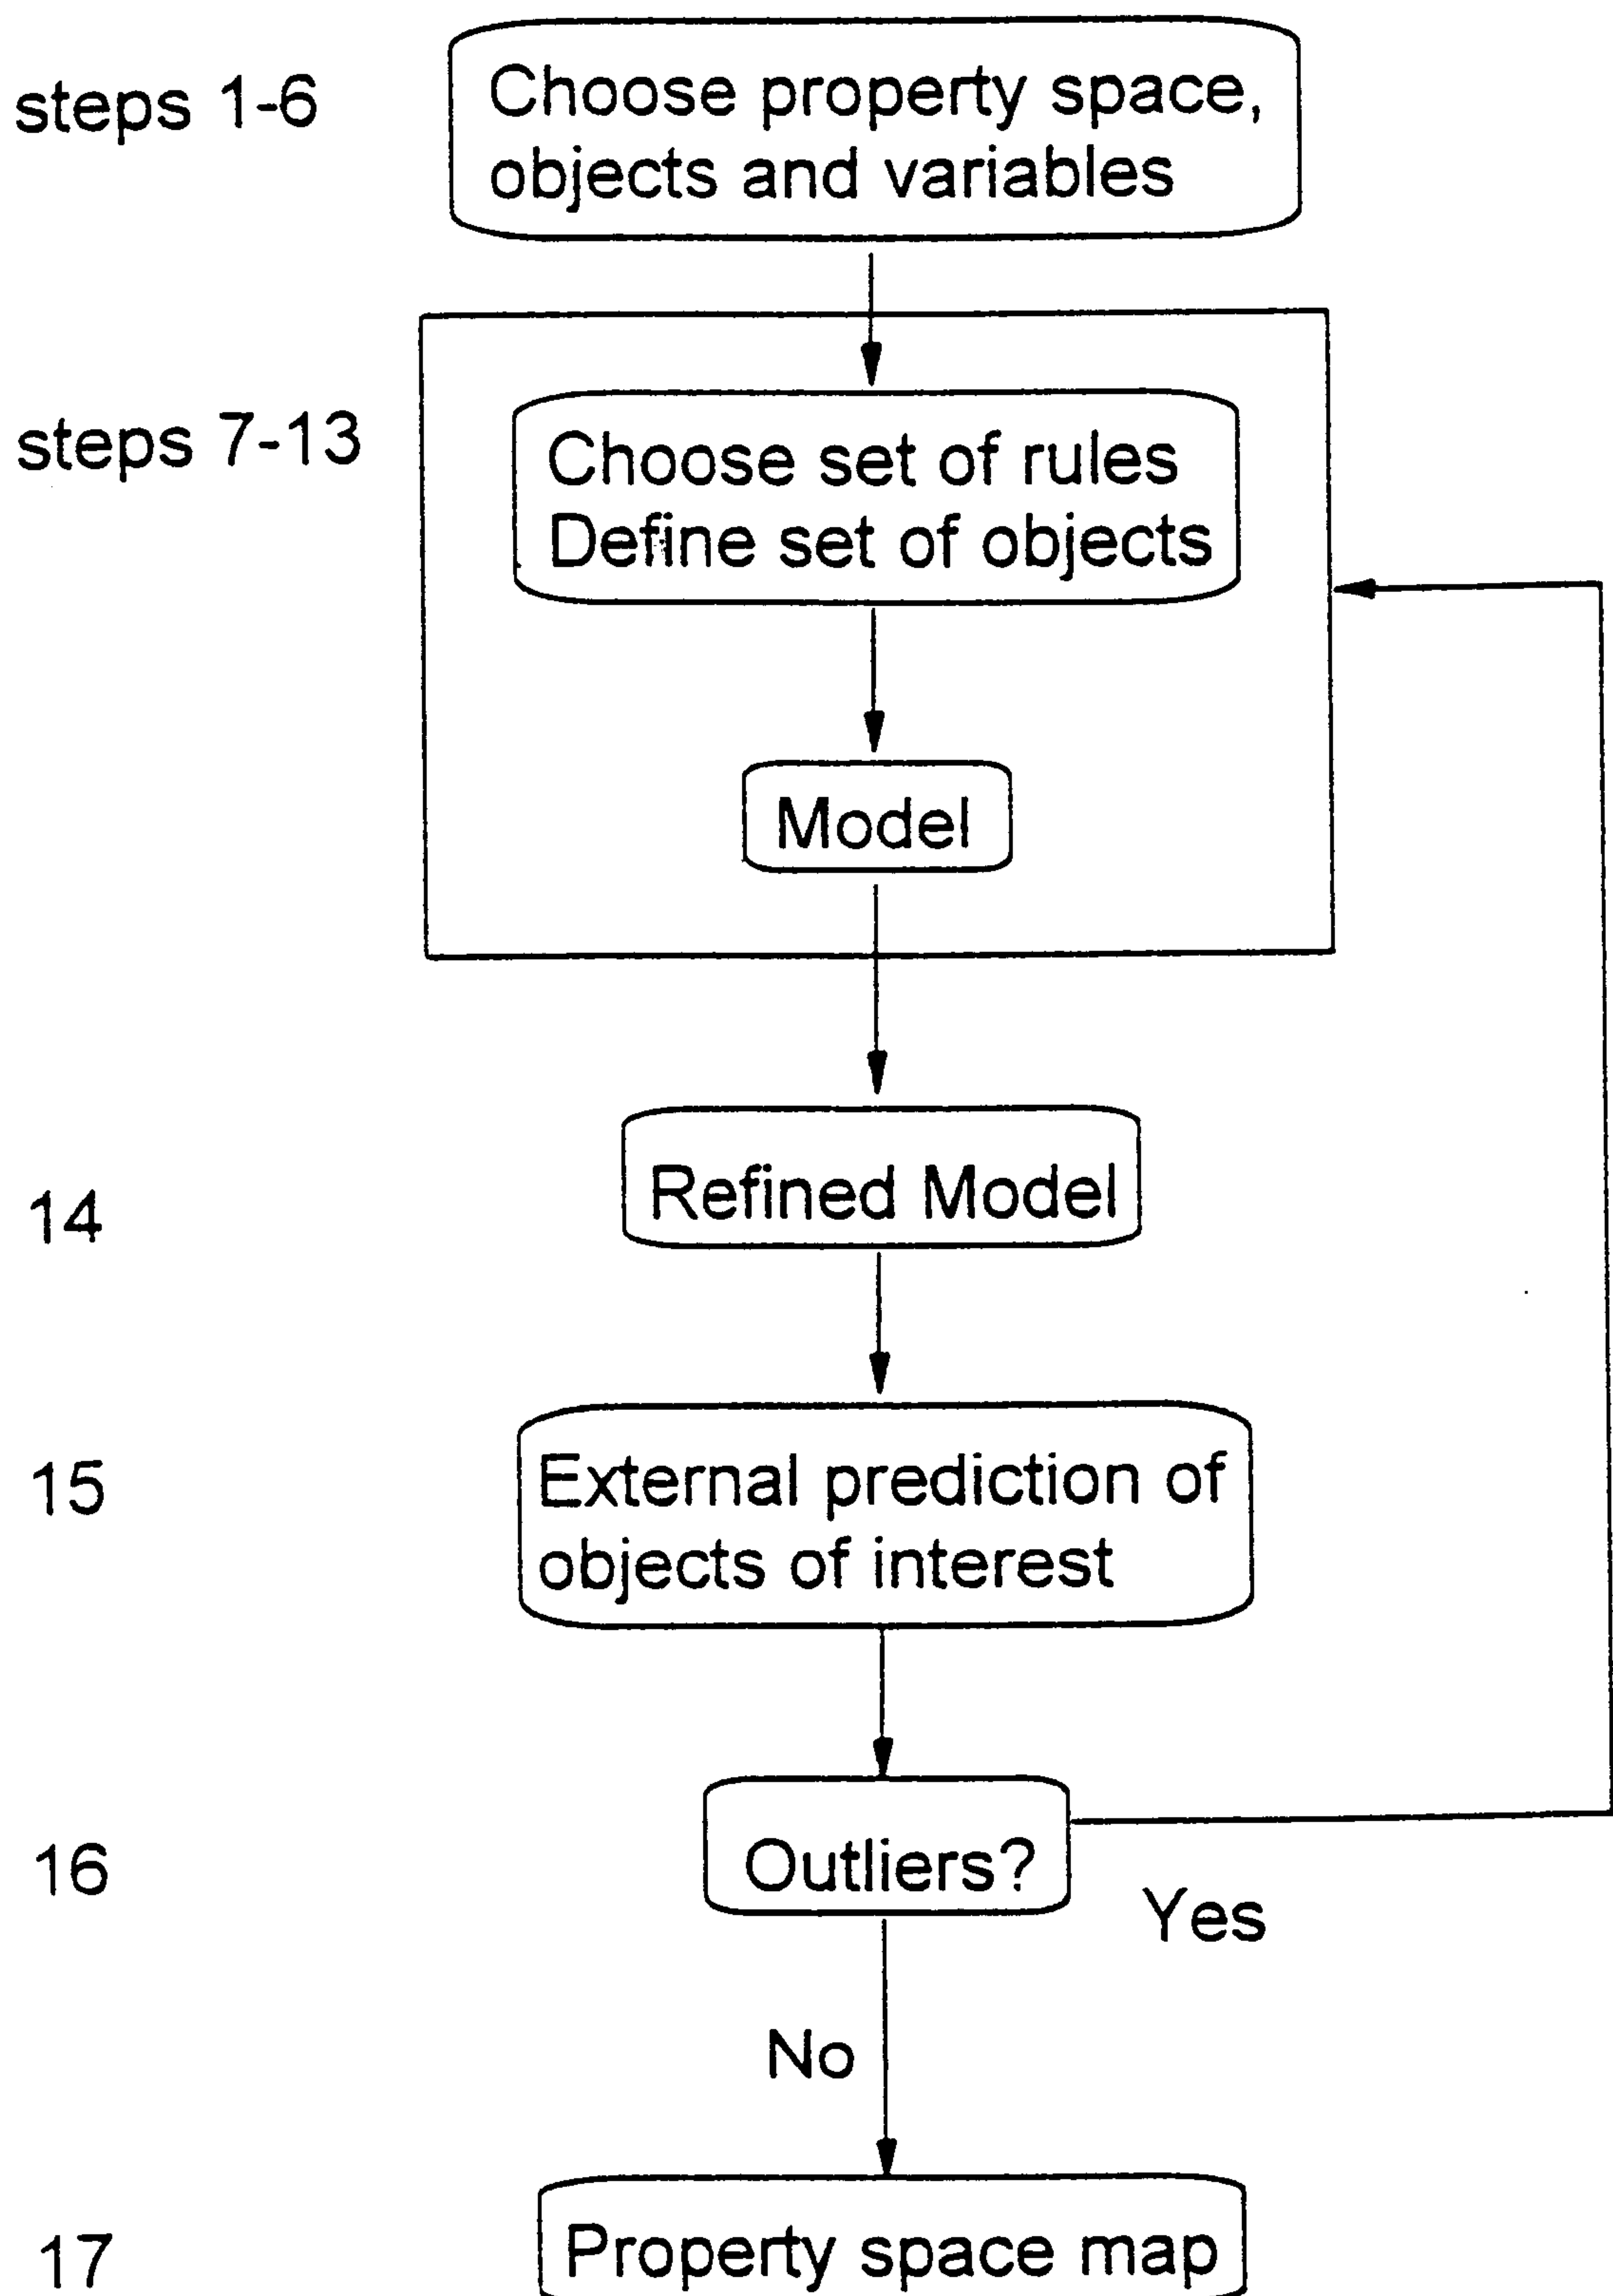 steps 1-6
Choose property space,
objects and variables
steps 7-13
Choose set of rules
Define set of objects
Model
14
Refined Model
15
External prediction of
objects of interest
16
Outliers?
Yes
No
17
Property space map